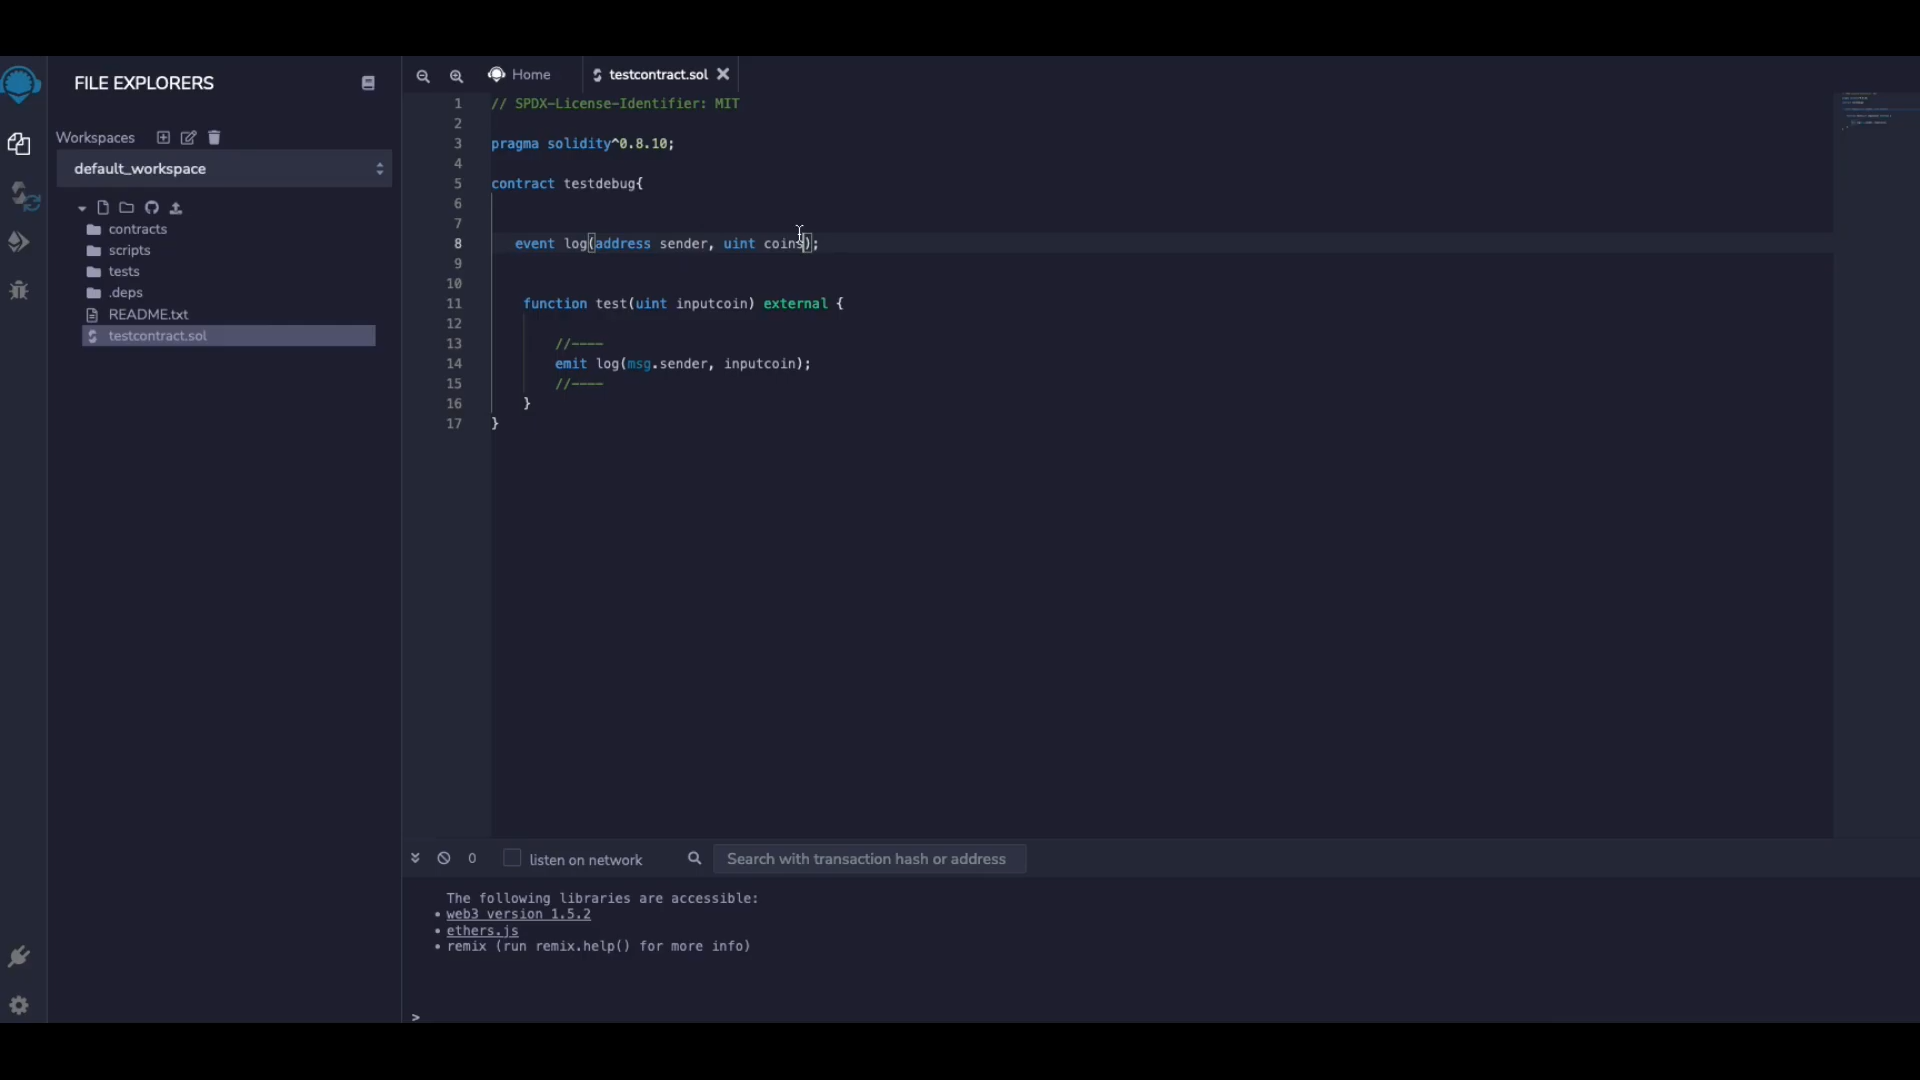 FILE EXPLORERS
Workspaces
default_workspace
contracts
scripts
tests
.deps
README.txt
testcontract.sol
Home
testcontract.sol
1 // SPDX-License-Identifier: MIT
2
3 pragma solidity^0.8.10;
4
5 contract testdebug{
6
7
8 event log(address sender, uint coins);
9
10
11 function test(uint inputcoin) external {
12
13 //----
14 emit log(msg.sender, inputcoin);
15 //----
16 }
17 }
0 listen on network Search with transaction hash or address
The following libraries are accessible:
• web3 version 1.5.2
• ethers.js
• remix (run remix.help() for more info)
>